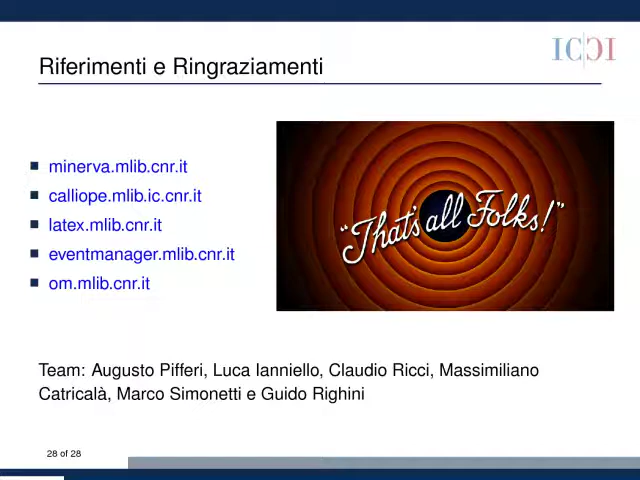 IC|CI
Riferimenti e Ringraziamenti
minerva.mlib.cnr.it
calliope.mlib.ic.cnr.it
latex.mlib.cnr.it
eventmanager.mlib.cnr.it
om.mlib.cnr.it
“That's all Folks!”
Team: Augusto Pifferi, Luca Ianniello, Claudio Ricci, Massimiliano
Catricalà, Marco Simonetti e Guido Righini
28 of 28